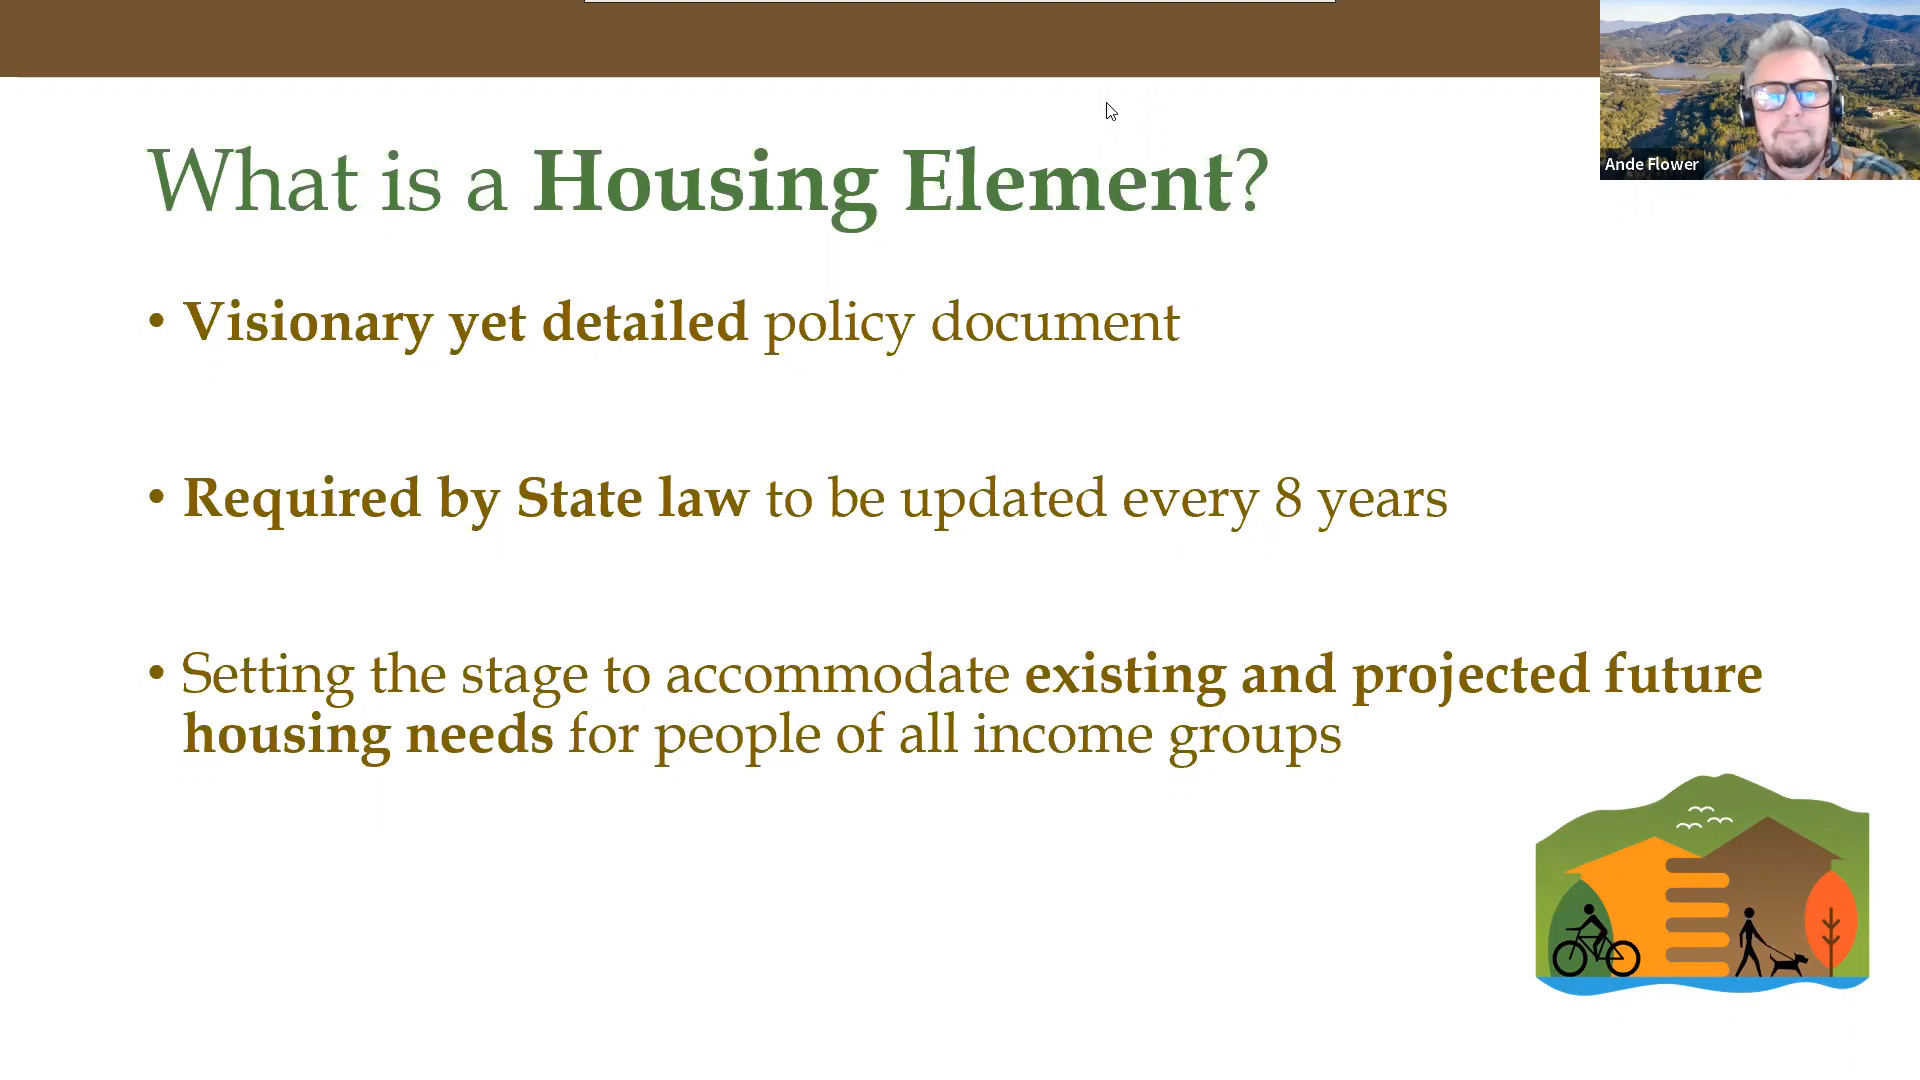 Ande Flower
What is a Housing Element?
• Visionary yet detailed policy document
• Required by State law to be updated every 8 years
• Setting the stage to accommodate existing and projected future
housing needs for people of all income groups